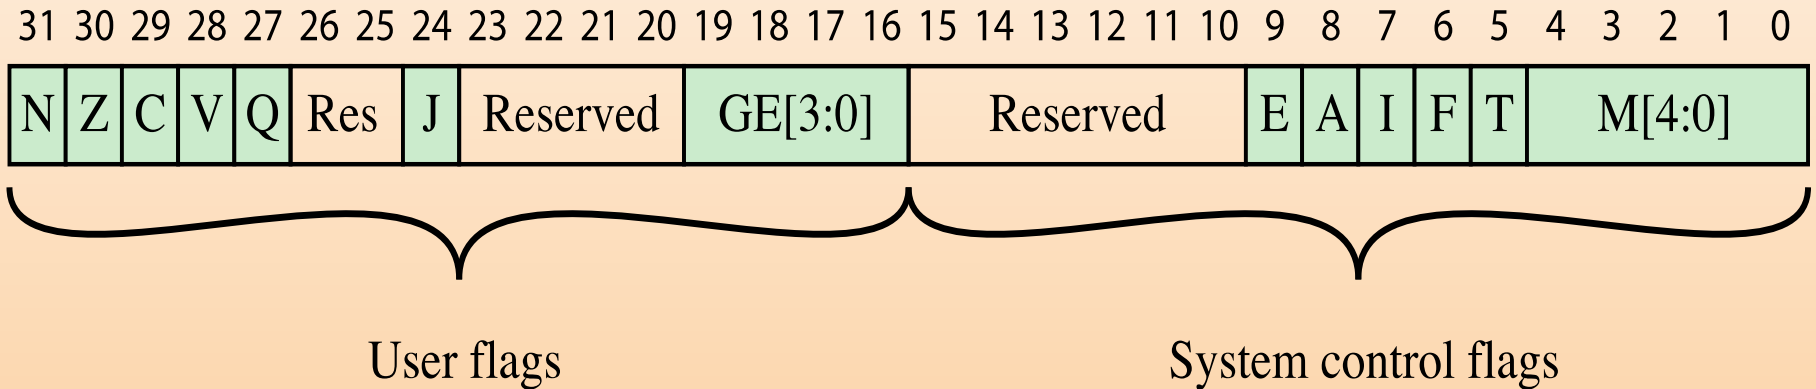 31 30 29 28 27 26 25 24 23 22 21 20 19 18 17 16 15 14 13 12 11 10 9 8 7 6 5 4 3 2 1 0
N Z C V Q Res J Reserved GE[3:0] Reserved E A I F T M[4:0]
User flags System control flags